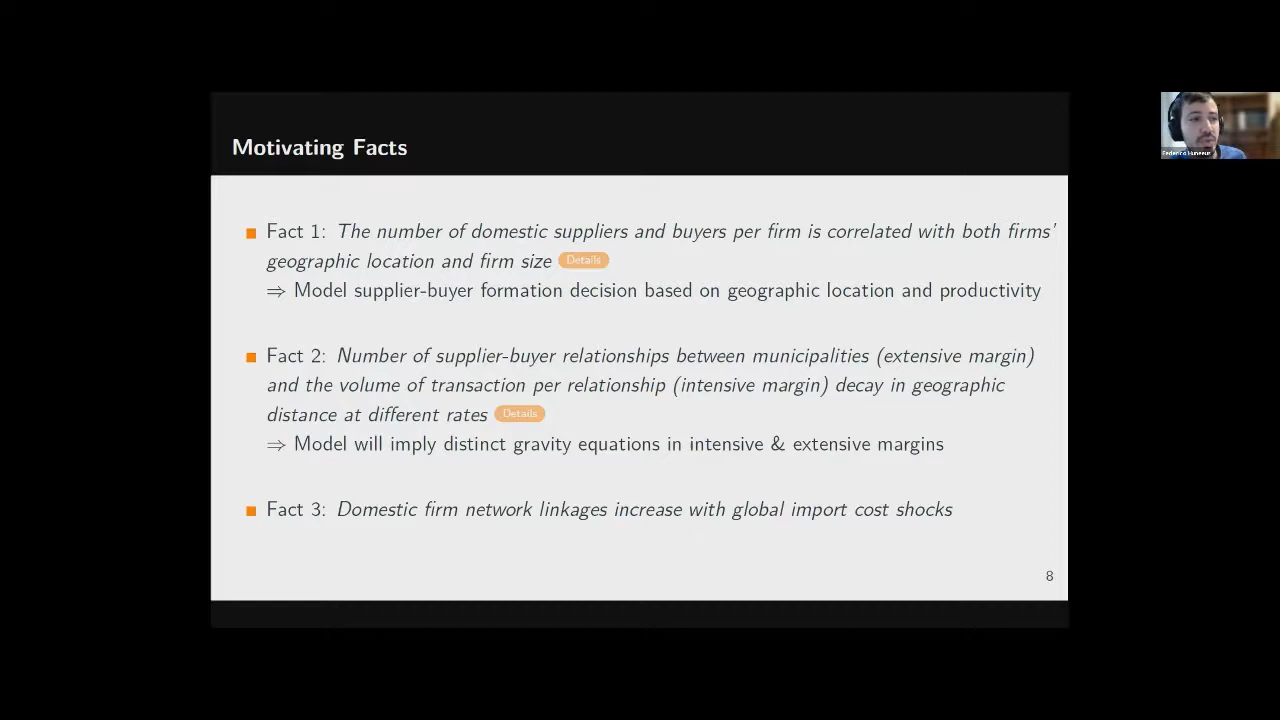 Motivating Facts
Fact 1: The number of domestic suppliers and buyers per firm is correlated with both firms'
geographic location and firm size Details
⇒ Model supplier-buyer formation decision based on geographic location and productivity
Fact 2: Number of supplier-buyer relationships between municipalities (extensive margin)
and the volume of transaction per relationship (intensive margin) decay in geographic
distance at different rates Details
⇒ Model will imply distinct gravity equations in intensive & extensive margins
Fact 3: Domestic firm network linkages increase with global import cost shocks
8
Federico Huneeus